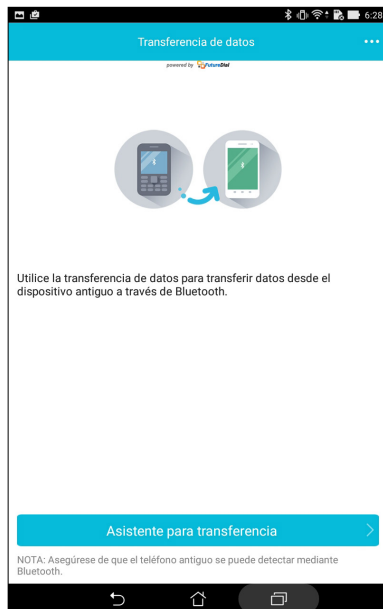 6:28
Transferencia de datos
powered by FutureDial
Utilice la transferencia de datos para transferir datos desde el
dispositivo antiguo a través de Bluetooth.
Asistente para transferencia
NOTA: Asegúrese de que el teléfono antiguo se puede detectar mediante
Bluetooth.